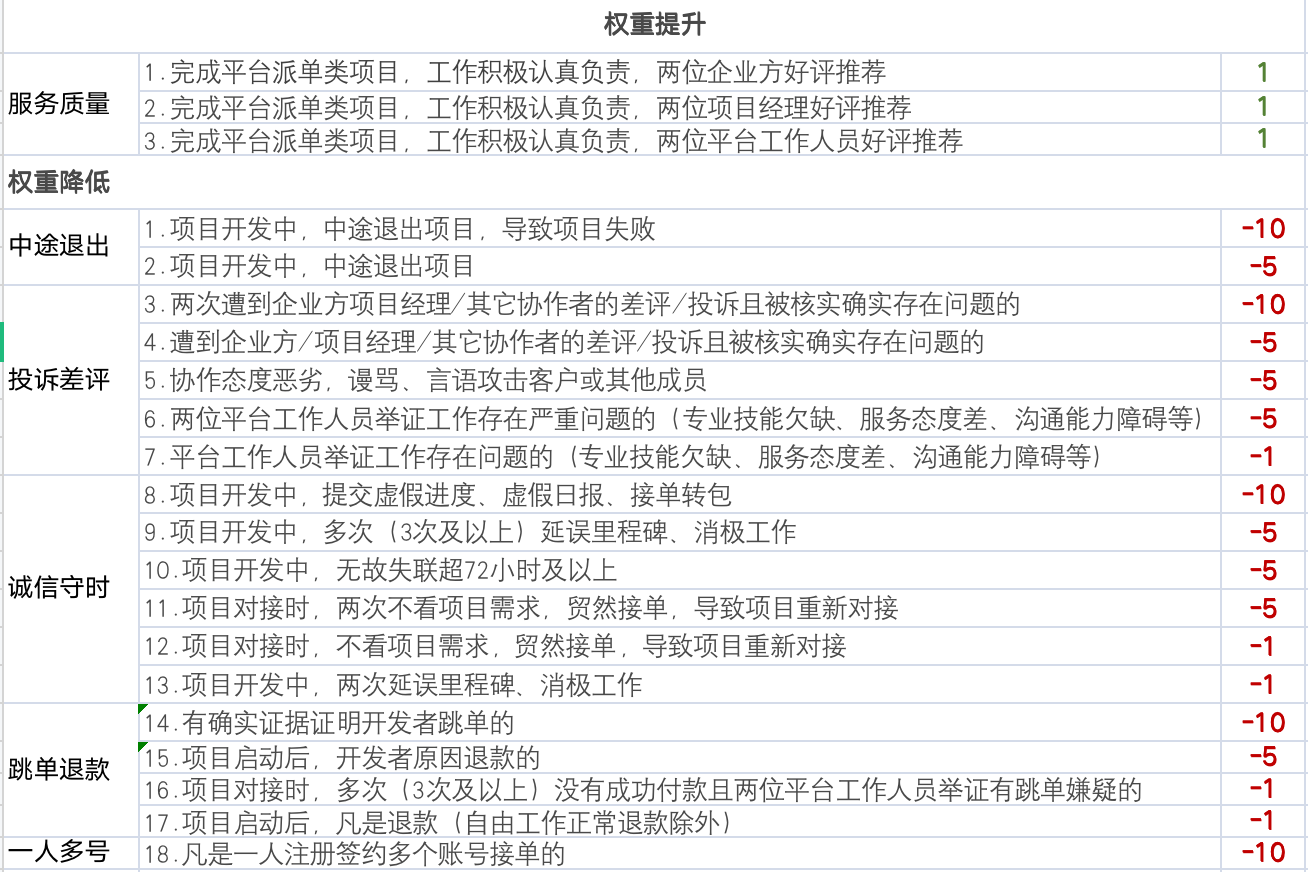 权重提升
服务质量
1.完成平台派单类项目，工作积极认真负责，两位企业方好评推荐 1
2.完成平台派单类项目，工作积极认真负责，两位项目经理好评推荐 1
3.完成平台派单类项目，工作积极认真负责，两位平台工作人员好评推荐 1
权重降低
中途退出
1.项目开发中，中途退出项目，导致项目失败 -10
2.项目开发中，中途退出项目 -5
投诉差评
3.两次遭到企业方项目经理/其它协作者的差评/投诉且被核实确实存在问题的 -10
4.遭到企业方/项目经理/其它协作者的差评/投诉且被核实确实存在问题的 -5
5.协作态度恶劣，谩骂、言语攻击客户或其他成员 -5
6.两位平台工作人员举证工作存在严重问题的（专业技能欠缺、服务态度差、沟通能力障碍等） -5
7.平台工作人员举证工作存在问题的（专业技能欠缺、服务态度差、沟通能力障碍等） -1
诚信守时
8.项目开发中，提交虚假进度、虚假日报、接单转包 -10
9.项目开发中，多次（3次及以上）延误里程碑、消极工作 -5
10.项目开发中，无故失联超72小时及以上 -5
11.项目对接时，两次不看项目需求，贸然接单，导致项目重新对接 -5
12.项目对接时，不看项目需求，贸然接单，导致项目重新对接 -1
13.项目开发中，两次延误里程碑、消极工作 -1
跳单退款
14.有确实证据证明开发者跳单的 -10
15.项目启动后，开发者原因退款的 -5
16.项目对接时，多次（3次及以上）没有成功付款且两位平台工作人员举证有跳单嫌疑的 -1
17.项目启动后，凡是退款（自由工作正常退款除外） -1
一人多号
18.凡是一人注册签约多个账号接单的 -10